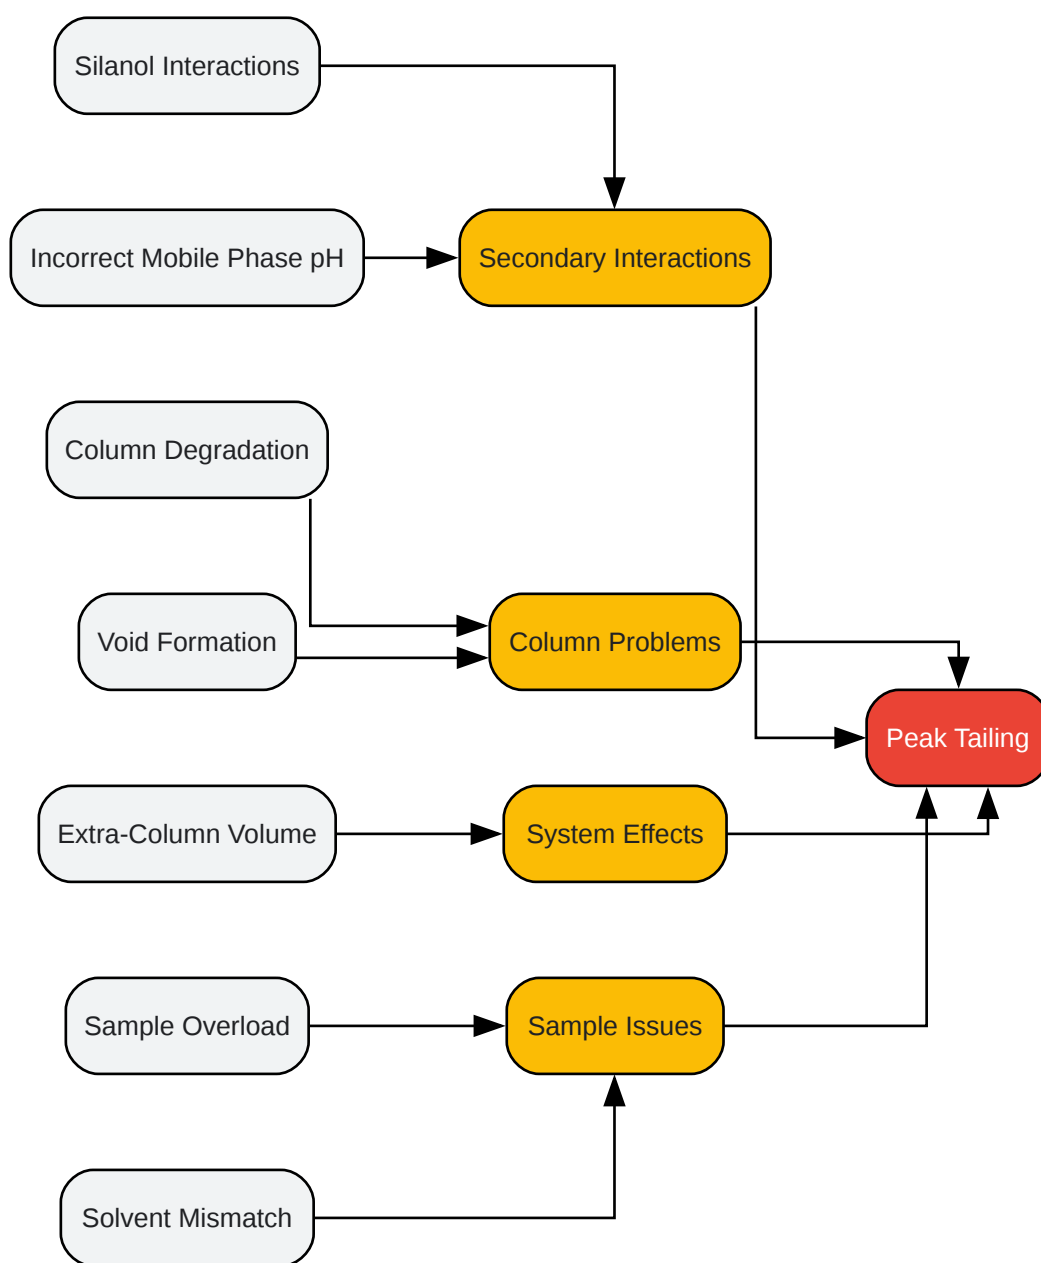 Silanol Interactions
Incorrect Mobile Phase pH
Secondary Interactions
Column Degradation
Void Formation
Column Problems
Peak Tailing
Extra-Column Volume
System Effects
Sample Overload
Sample Issues
Solvent Mismatch